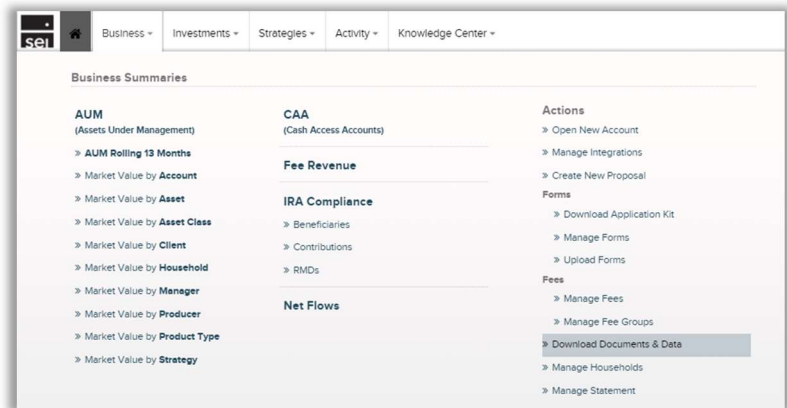 sei
Business
Investments
Strategies
Activity
Knowledge Center
Business Summaries
AUM
(Assets Under Management)
» AUM Rolling 13 Months
» Market Value by Account
» Market Value by Asset
» Market Value by Asset Class
» Market Value by Client
» Market Value by Household
» Market Value by Manager
» Market Value by Producer
» Market Value by Product Type
» Market Value by Strategy
CAA
(Cash Access Accounts)
Fee Revenue
IRA Compliance
» Beneficiaries
» Contributions
» RMDs
Net Flows
Actions
» Open New Account
» Manage Integrations
» Create New Proposal
Forms
» Download Application Kit
» Manage Forms
» Upload Forms
Fees
» Manage Fees
» Manage Fee Groups
» Download Documents & Data
» Manage Households
» Manage Statement